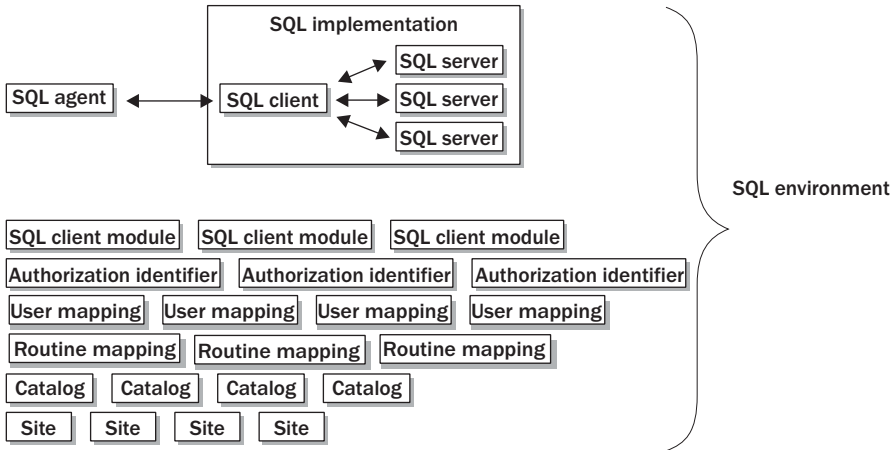 SQL implementation
SQL server
SQL agent
SQL client
SQL server
SQL server
SQL environment
SQL client module
SQL client module
SQL client module
Authorization identifier
Authorization identifier
Authorization identifier
User mapping
User mapping
User mapping
User mapping
Routine mapping
Routine mapping
Routine mapping
Catalog
Catalog
Catalog
Catalog
Site
Site
Site
Site